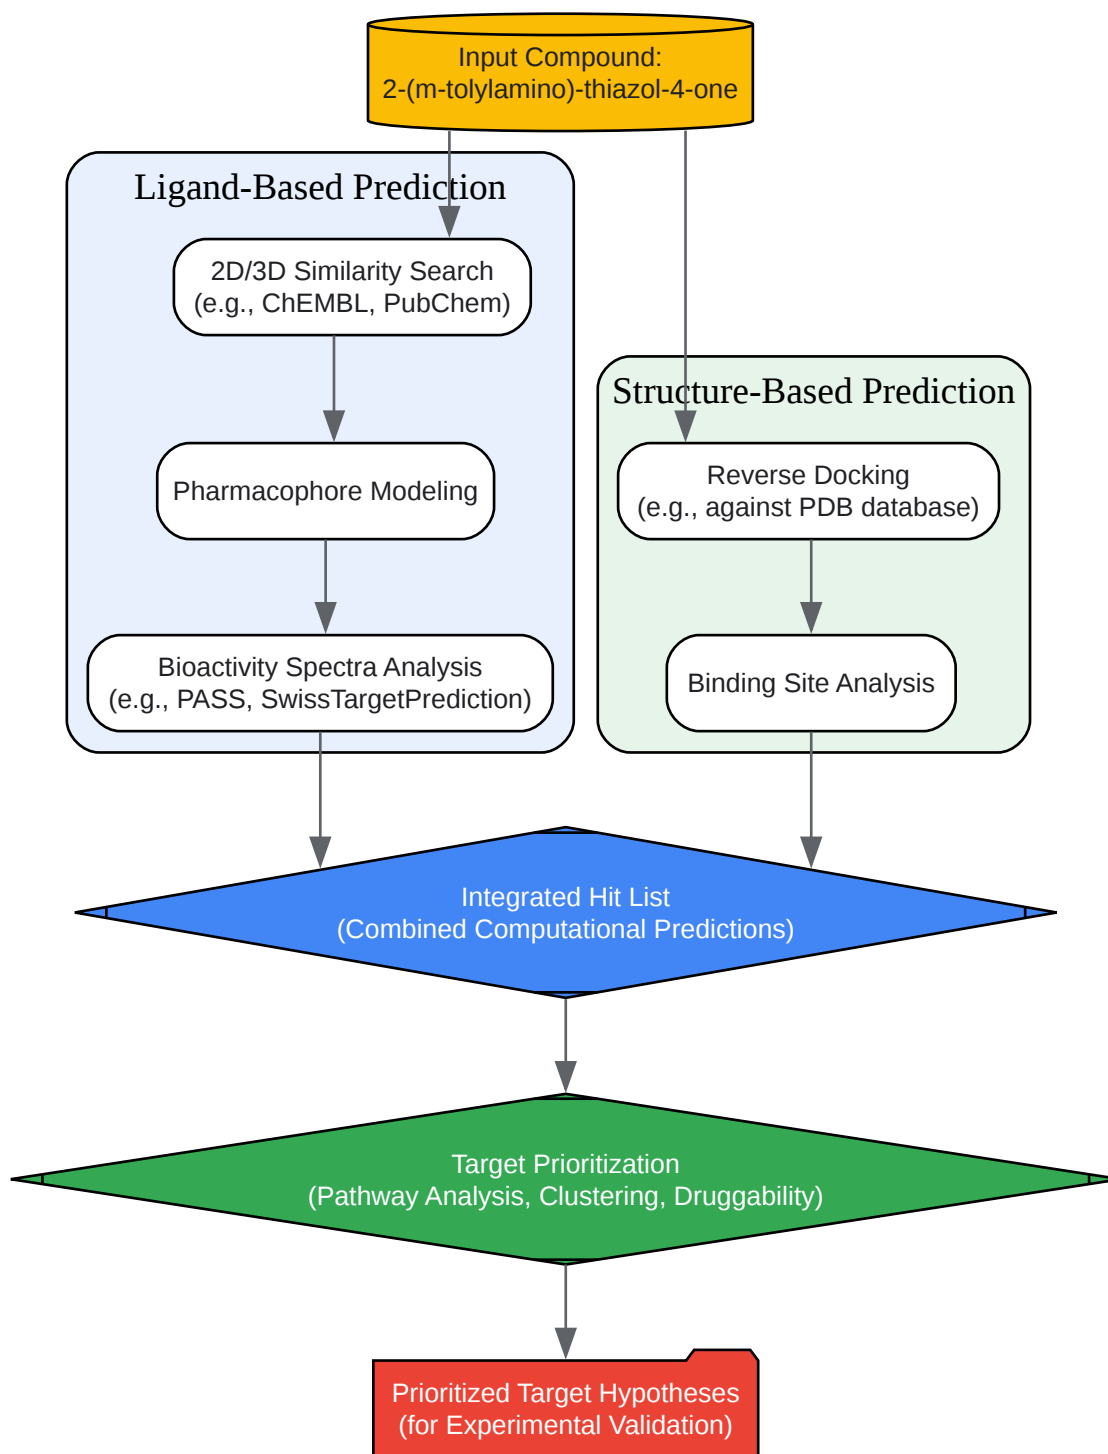 Input Compound:
2-(m-tolylamino)-thiazol-4-one
Ligand-Based Prediction
2D/3D Similarity Search
(e.g., ChEMBL, PubChem)
Pharmacophore Modeling
Bioactivity Spectra Analysis
(e.g., PASS, SwissTargetPrediction)
Structure-Based Prediction
Reverse Docking
(e.g., against PDB database)
Binding Site Analysis
Integrated Hit List
(Combined Computational Predictions)
Target Prioritization
(Pathway Analysis, Clustering, Druggability)
Prioritized Target Hypotheses
(for Experimental Validation)